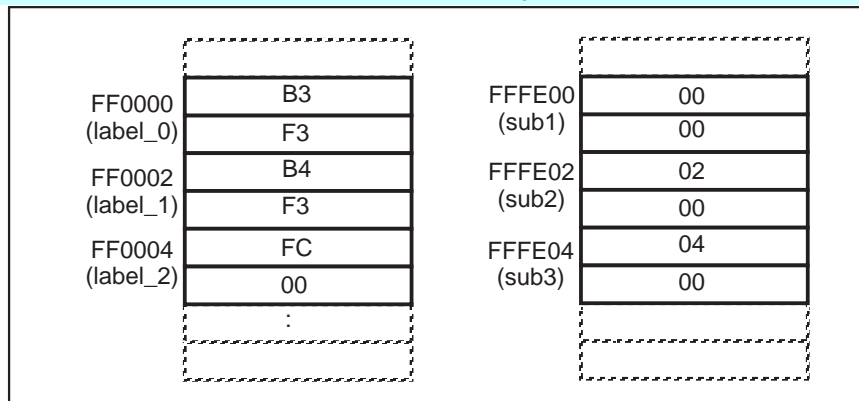 FF0000
(label_0)
B3
F3
FF0002
(label_1)
B4
F3
FF0004
(label_2)
FC
00
:
FFFE00
(sub1)
00
00
FFFE02
(sub2)
02
00
FFFE04
(sub3)
04
00